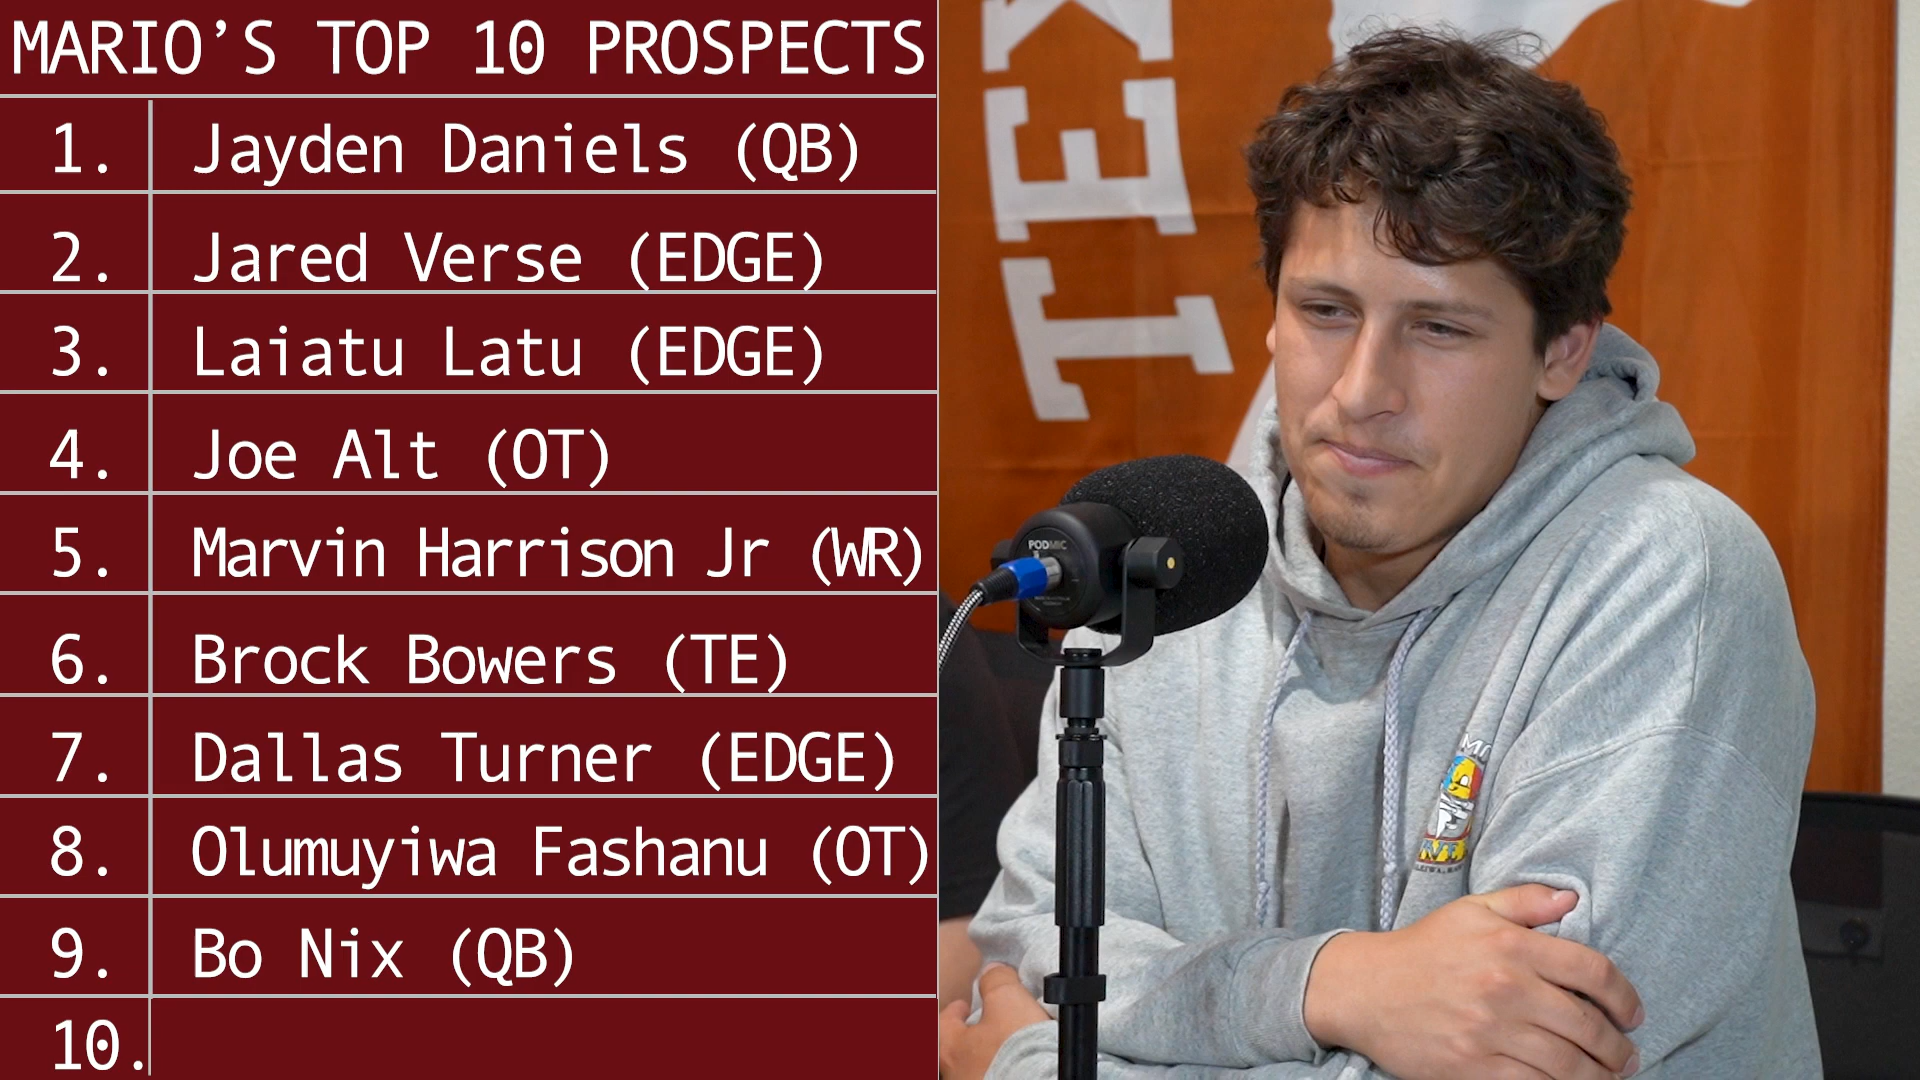 MARIO'S TOP 10 PROSPECTS
1. Jayden Daniels (QB)
2. Jared Verse (EDGE)
3. Laiatu Latu (EDGE)
4. Joe Alt (OT)
5. Marvin Harrison Jr (WR)
6. Brock Bowers (TE)
7. Dallas Turner (EDGE)
8. Olumuyiwa Fashanu (OT)
9. Bo Nix (QB)
10.
TEX
PODMIC